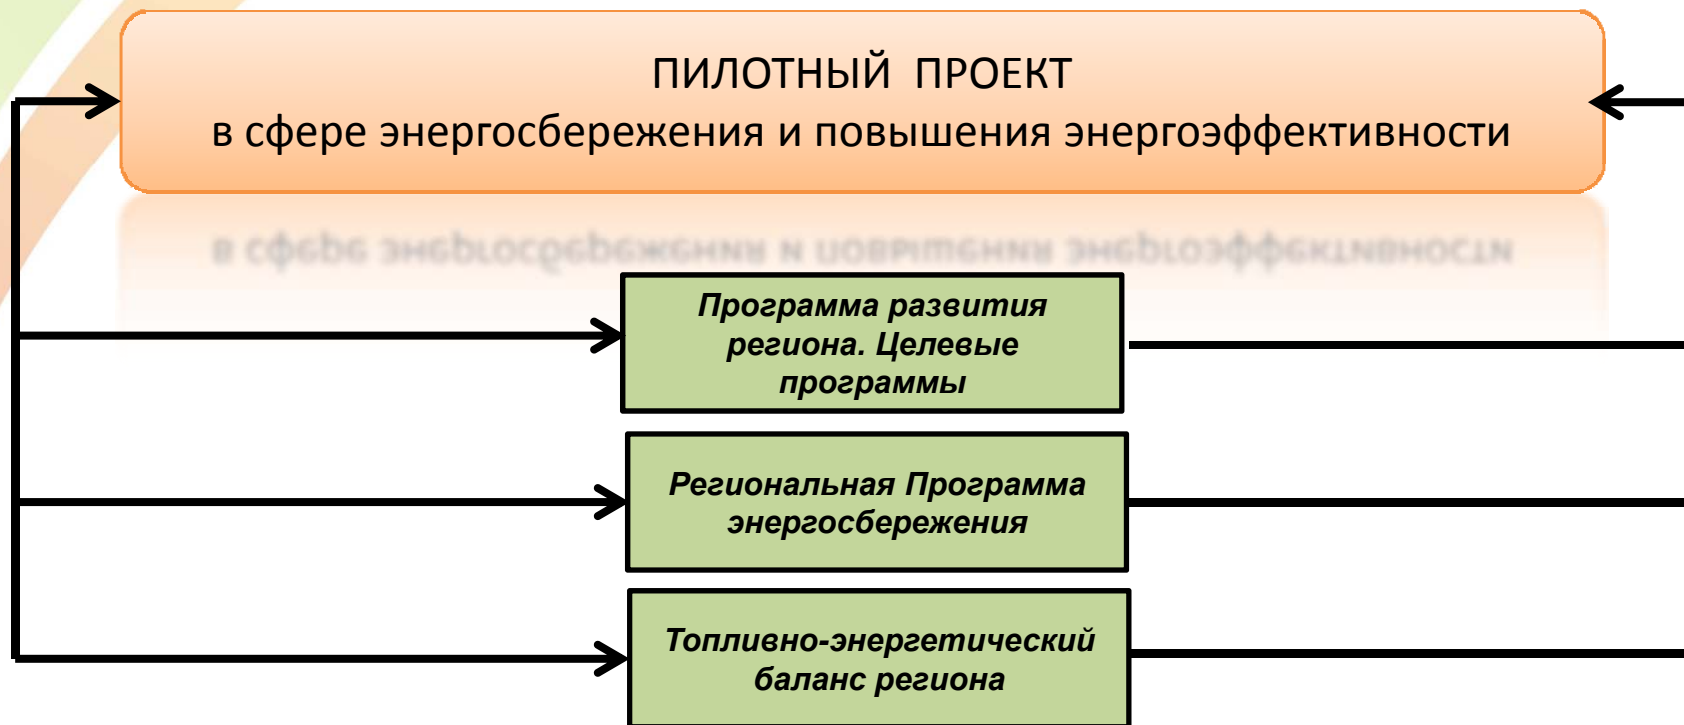 ПИЛОТНЫЙ ПРОЕКТ
в сфере энергосбережения и повышения энергоэффективности
Программа развития
региона. Целевые
программы
Региональная Программа
энергосбережения
Топливно-энергетический
баланс региона